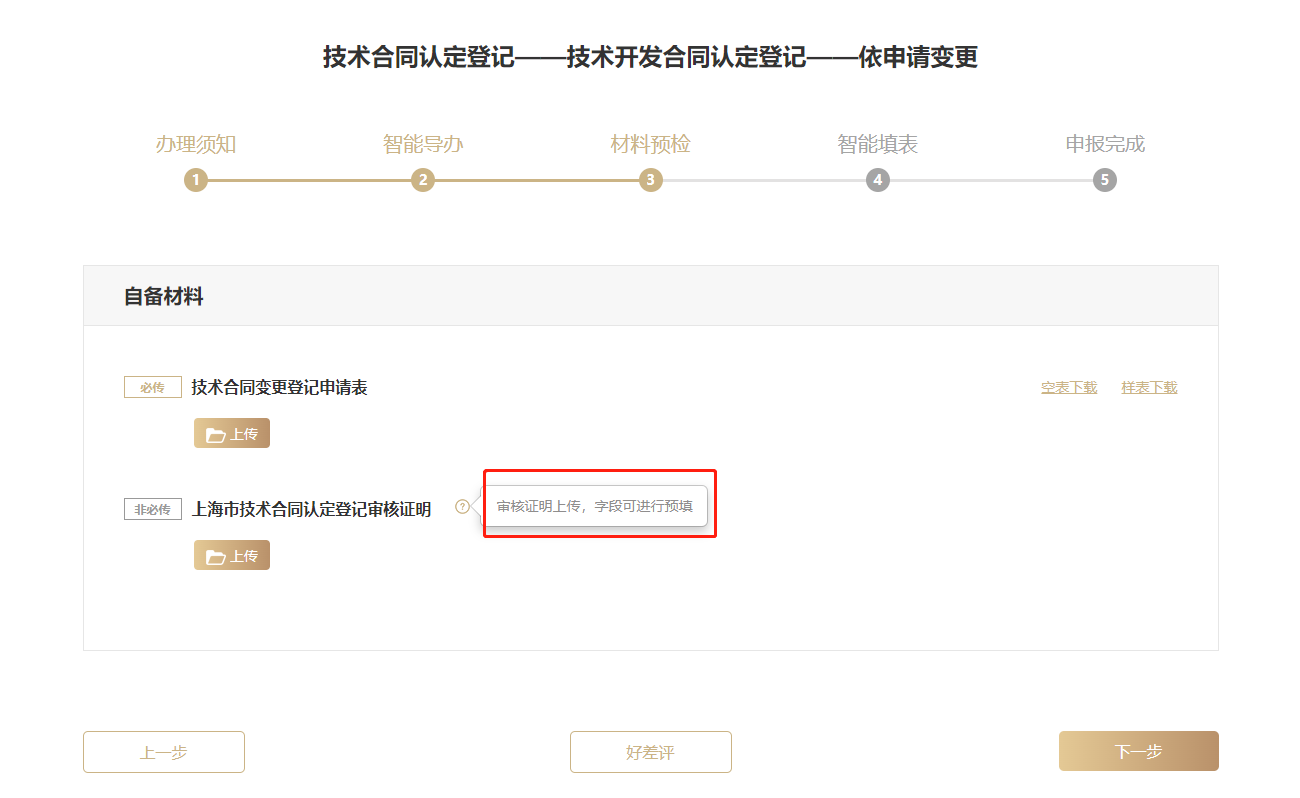 技术合同认定登记——技术开发合同认定登记——依申请变更
办理须知 智能导办 材料预检 智能填表 申报完成
1 2 3 4 5
自备材料
必传 技术合同变更登记申请表 空表下载 样表下载
上传
非必传 上海市技术合同认定登记审核证明 ? 审核证明上传，字段可进行预填
上传
上一步 好差评 下一步